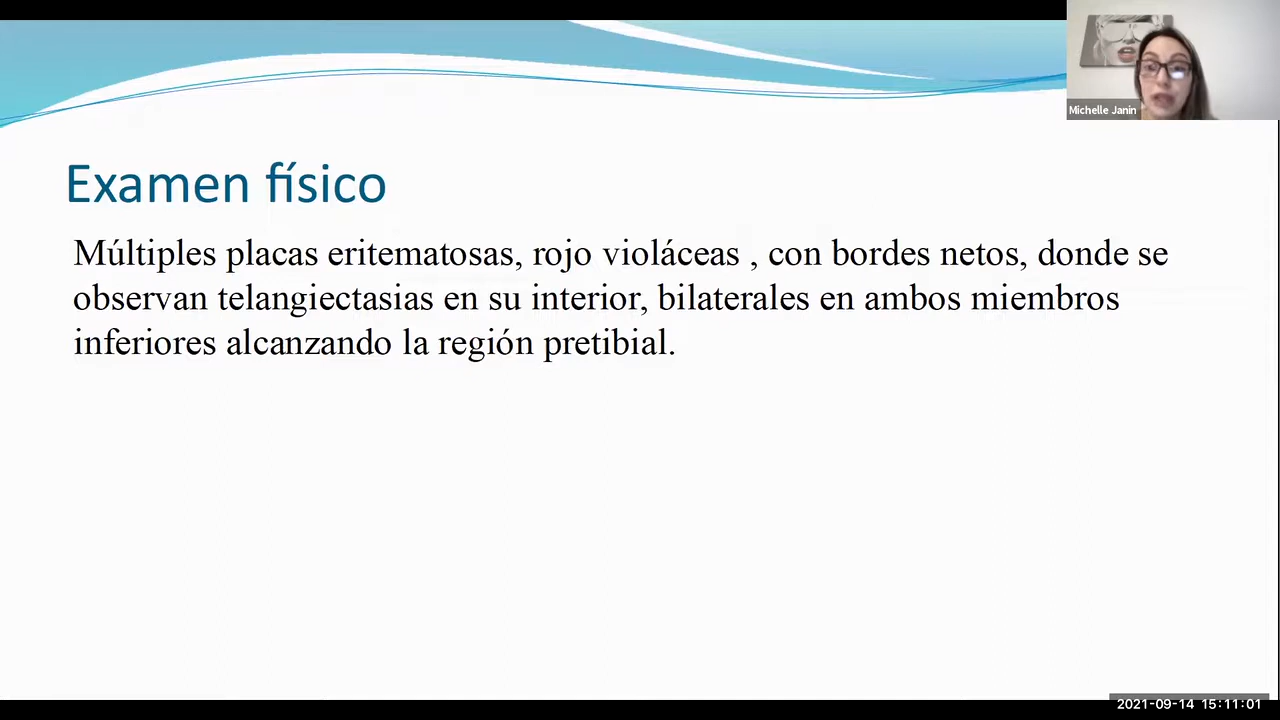 Michelle Janin
Examen físico
Múltiples placas eritematosas, rojo violáceas , con bordes netos, donde se
observan telangiectasias en su interior, bilaterales en ambos miembros
inferiores alcanzando la región pretibial.
2021-09-14 15:11:01